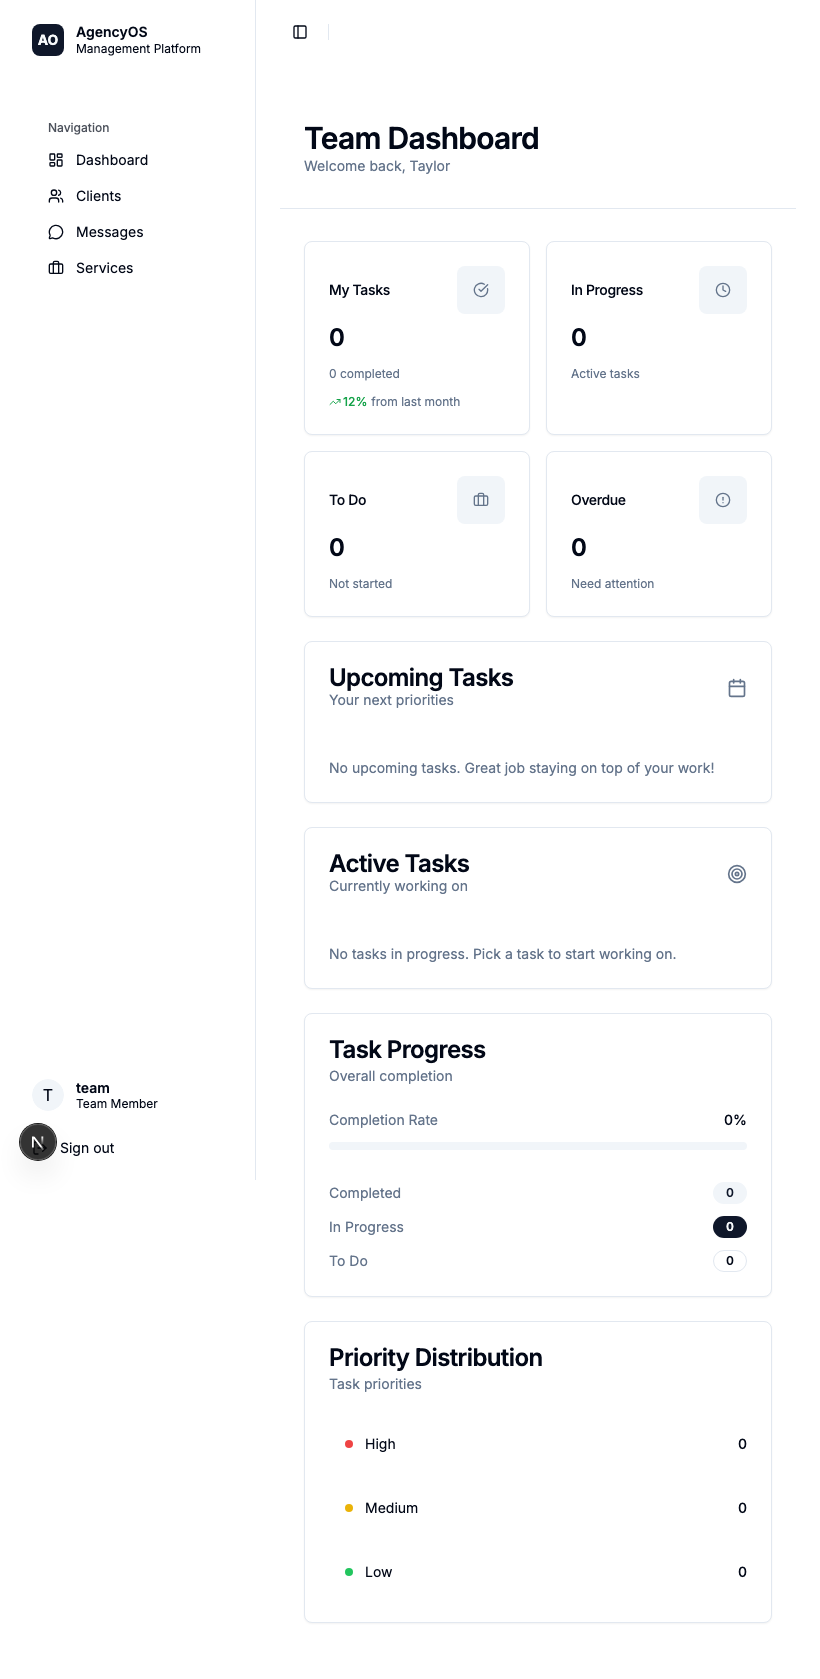 AO
AgencyOS
Management Platform
Navigation
Dashboard
Clients
Messages
Services
team
T
Team Member
N
Sign out
Team Dashboard
Welcome back, Taylor
My Tasks
0
0 completed
12% from last month
In Progress
0
Active tasks
To Do
0
Not started
Overdue
0
Need attention
Upcoming Tasks
Your next priorities
No upcoming tasks. Great job staying on top of your work!
Active Tasks
Currently working on
No tasks in progress. Pick a task to start working on.
Task Progress
Overall completion
Completion Rate 0%
Completed 0
In Progress 0
To Do 0
Priority Distribution
Task priorities
High 0
Medium 0
Low 0